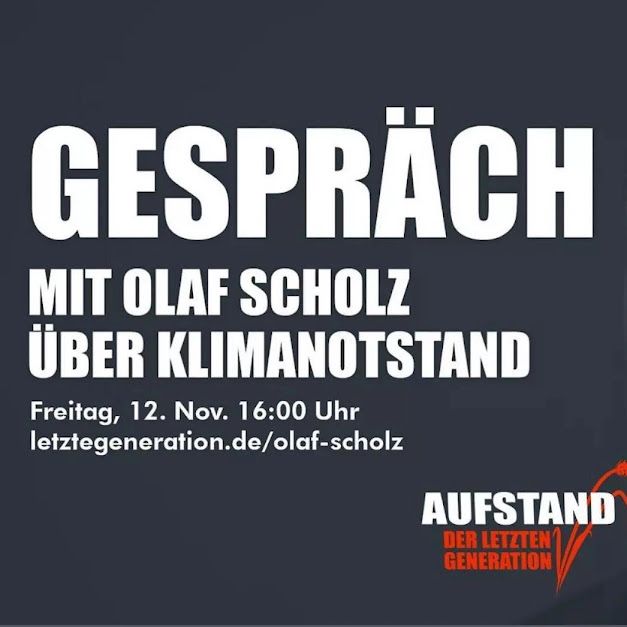 GESPRÄCH
MIT OLAF SCHOLZ
ÜBER KLIMANOTSTAND
Freitag, 12. Nov. 16:00 Uhr
letztegeneration.de/olaf-scholz
AUFSTAND
DER LETZTEN
GENERATION